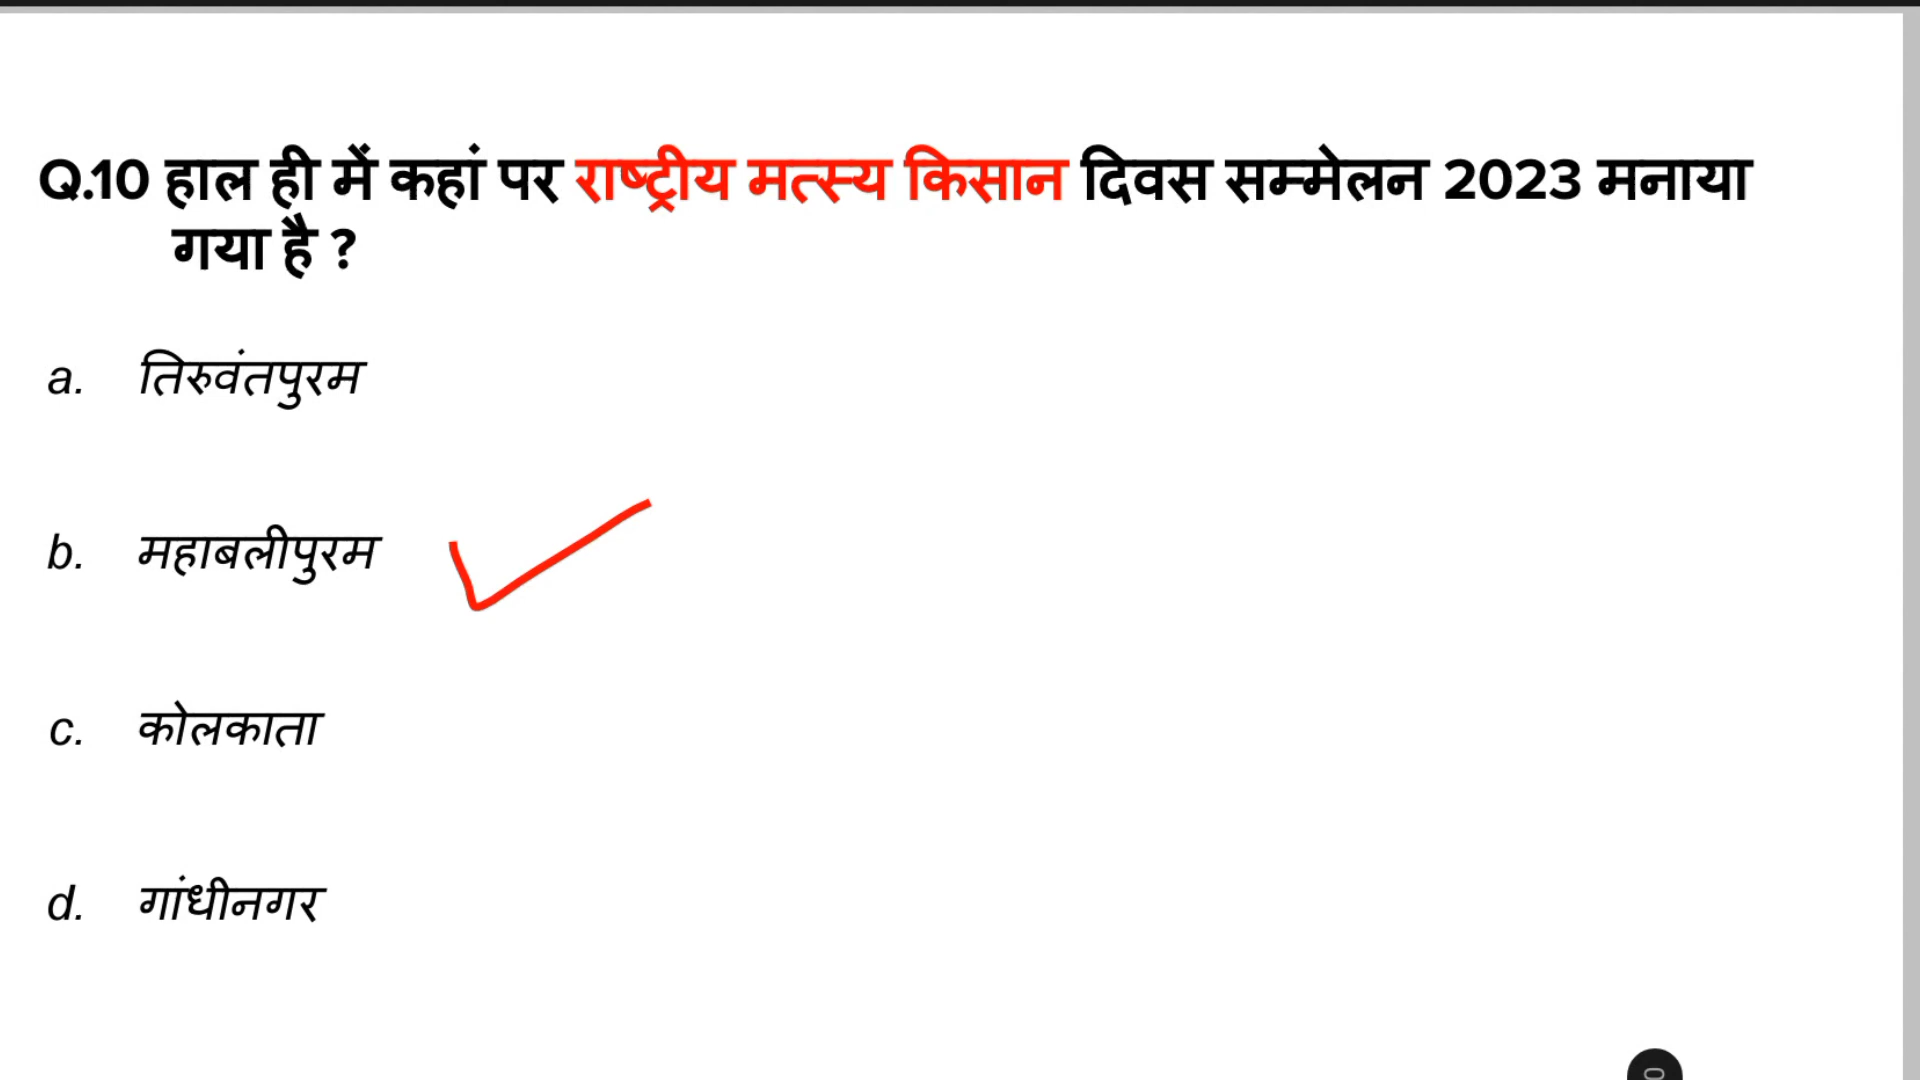 Q.10 हाल ही में कहां पर राष्ट्रीय मत्स्य किसान दिवस सम्मेलन 2023 मनाया
गया है ?
a. तिरुवंतपुरम
b. महाबलीपुरम
c. कोलकाता
d. गांधीनगर